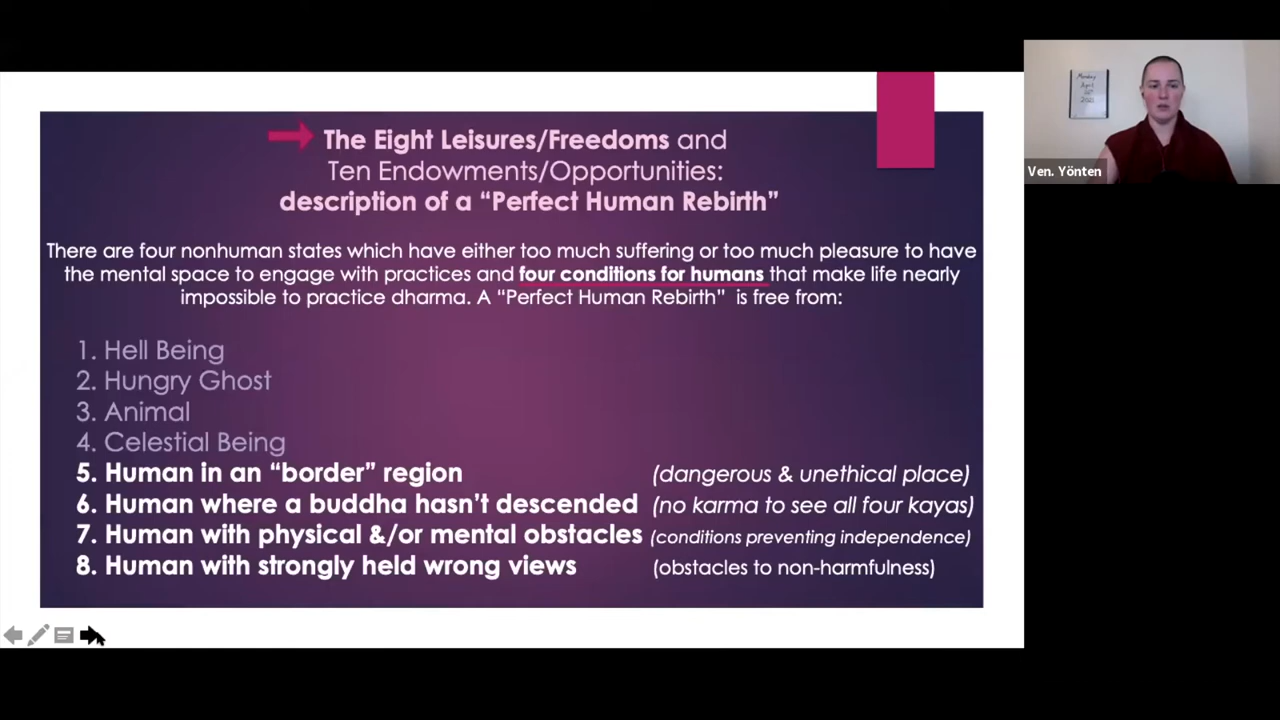 The Eight Leisures/Freedoms and
Ten Endowments/Opportunities:
description of a “Perfect Human Rebirth”
There are four nonhuman states which have either too much suffering or too much pleasure to have
the mental space to engage with practices and four conditions for humans that make life nearly
impossible to practice dharma. A “Perfect Human Rebirth” is free from:
1. Hell Being
2. Hungry Ghost
3. Animal
4. Celestial Being
5. Human in an “border” region (dangerous & unethical place)
6. Human where a buddha hasn’t descended (no karma to see all four kayas)
7. Human with physical &/or mental obstacles (conditions preventing independence)
8. Human with strongly held wrong views (obstacles to non-harmfulness)
Monday
April
2021
Ven. Yönten